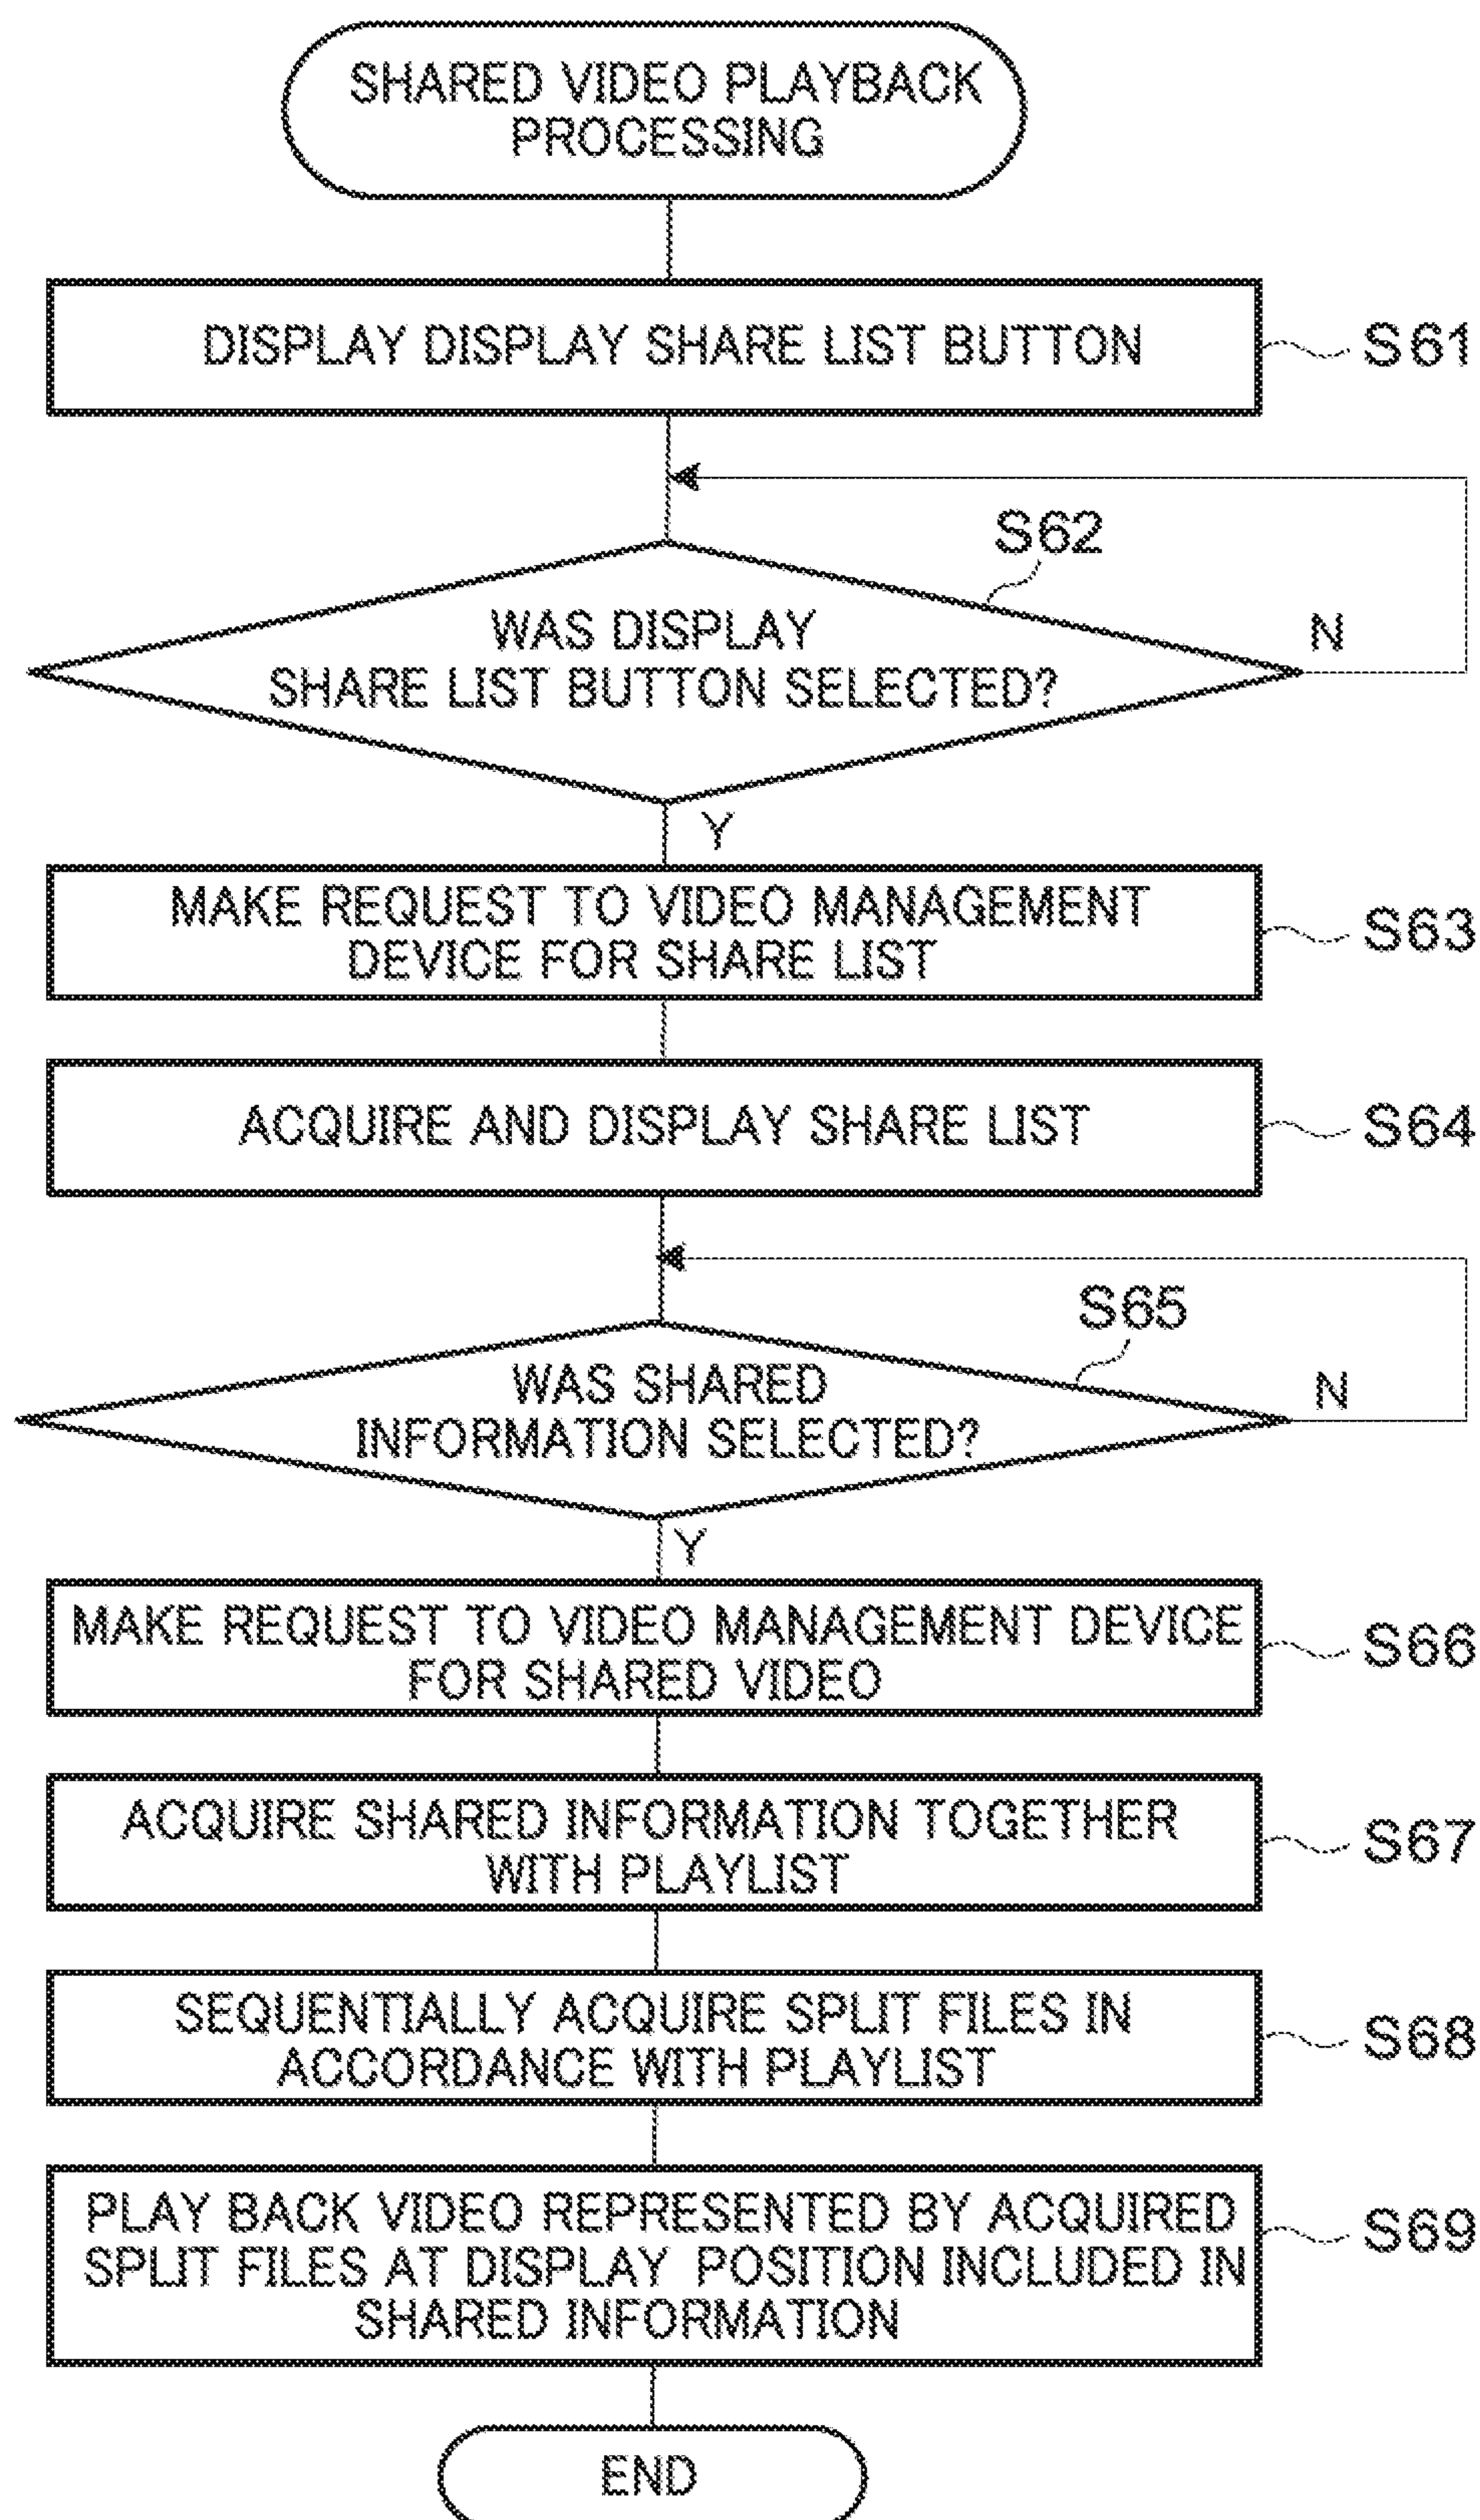 SHARED VIDEO PLAYBACK
PROCESSING
DISPLAY DISPLAY SHARE LIST BUTTON
S61
S62
WAS DISPLAY
SHARE LIST BUTTON SELECTED?
N
Y
MAKE REQUEST TO VIDEO MANAGEMENT
DEVICE FOR SHARE LIST
S63
ACQUIRE AND DISPLAY SHARE LIST
S64
S65
WAS SHARED
INFORMATION SELECTED?
N
Y
MAKE REQUEST TO VIDEO MANAGEMENT DEVICE
FOR SHARED VIDEO
S66
ACQUIRE SHARED INFORMATION TOGETHER
WITH PLAYLIST
S67
SEQUENTIALLY ACQUIRE SPLIT FILES IN
ACCORDANCE WITH PLAYLIST
S68
PLAY BACK VIDEO REPRESENTED BY ACQUIRED
SPLIT FILES AT DISPLAY POSITION INCLUDED IN
SHARED INFORMATION
S69
END